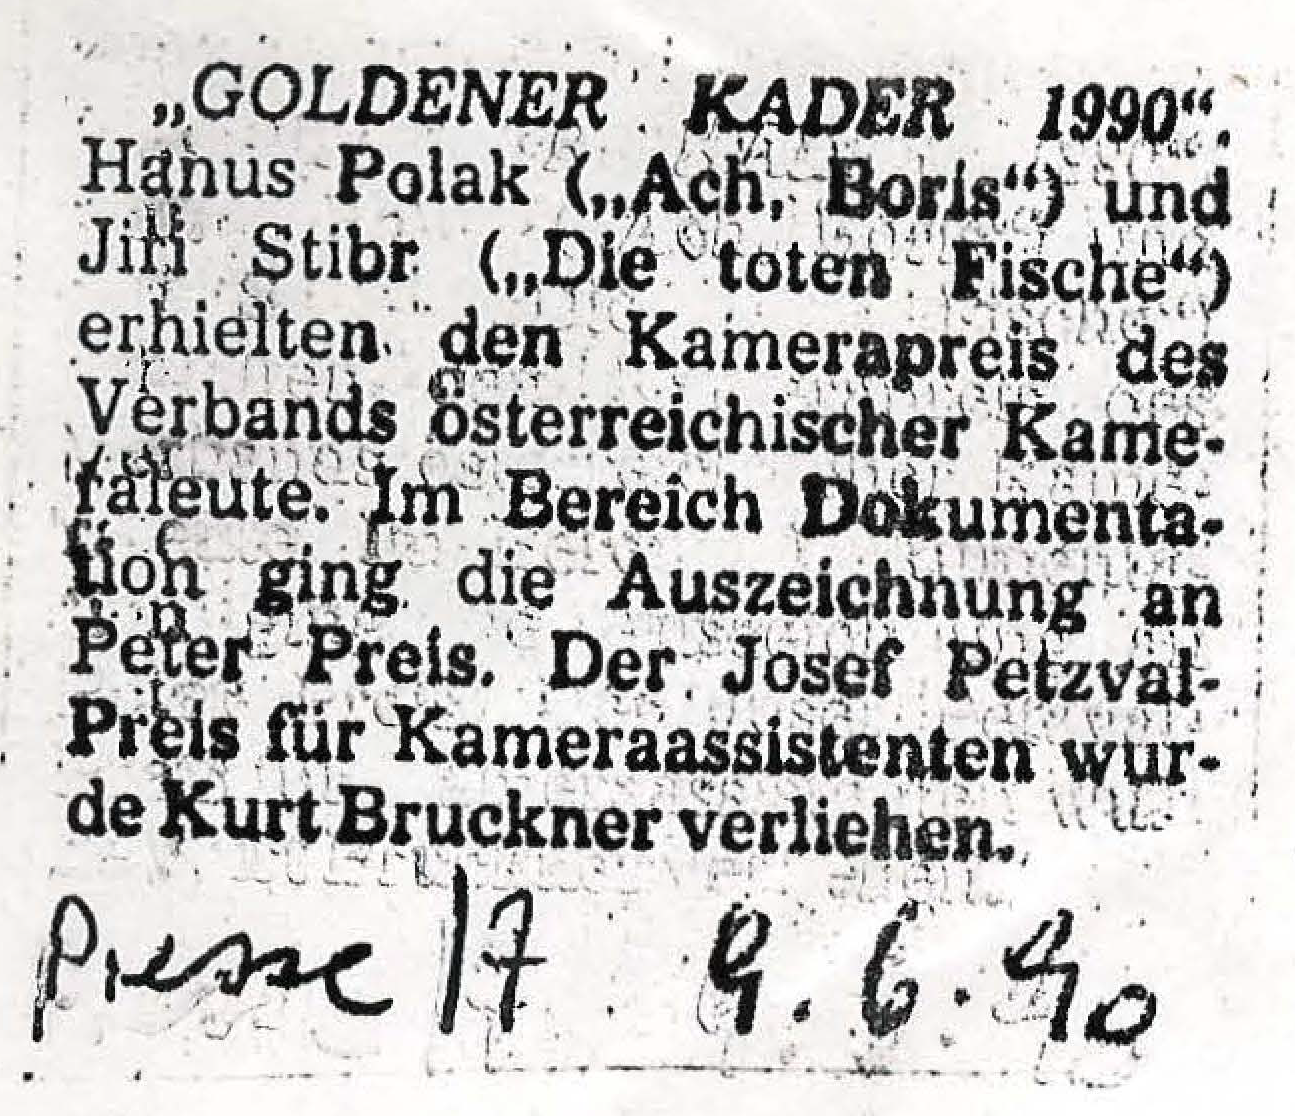 „GOLDENER KADER 1990“.
Hanus Polak („Ach, Boris“) und
Jiři Stibr („Die toten Fische“)
erhielten den Kamerapreis des
Verbands österreichischer Kame-
raleute. Im Bereich Dokumenta-
tion ging die Auszeichnung an
Peter Preis. Der Josef Petzval-
Preis für Kameraassistenten wur-
de Kurt Bruckner verliehen.
Presse 17 9.6.90